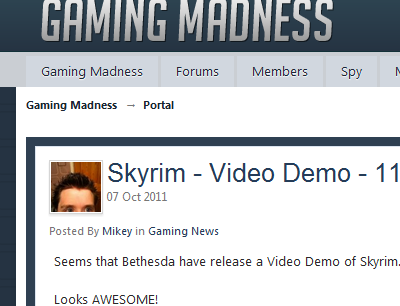 GAMING MADNESS
Gaming Madness Forums Members Spy
Gaming Madness → Portal
Skyrim - Video Demo - 11
07 Oct 2011
Posted By Mikey in Gaming News
Seems that Bethesda have release a Video Demo of Skyrim.
Looks AWESOME!